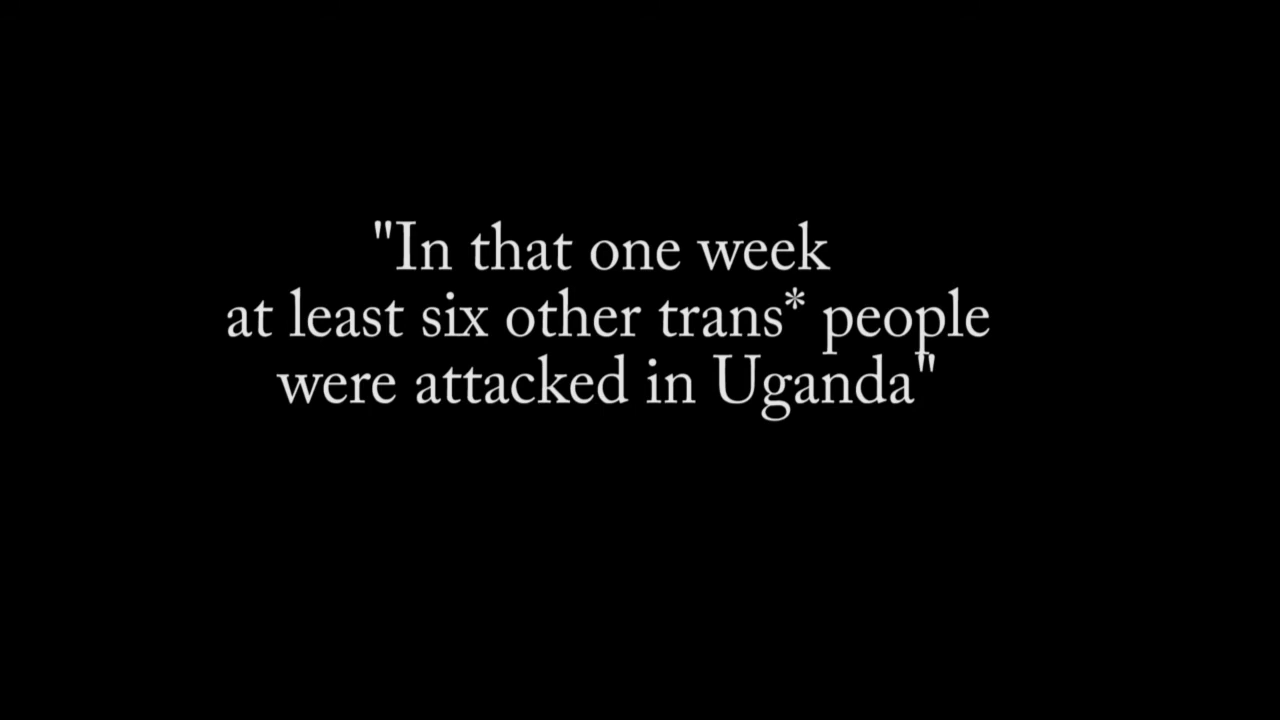 "In that one week
at least six other trans* people
were attacked in Uganda"